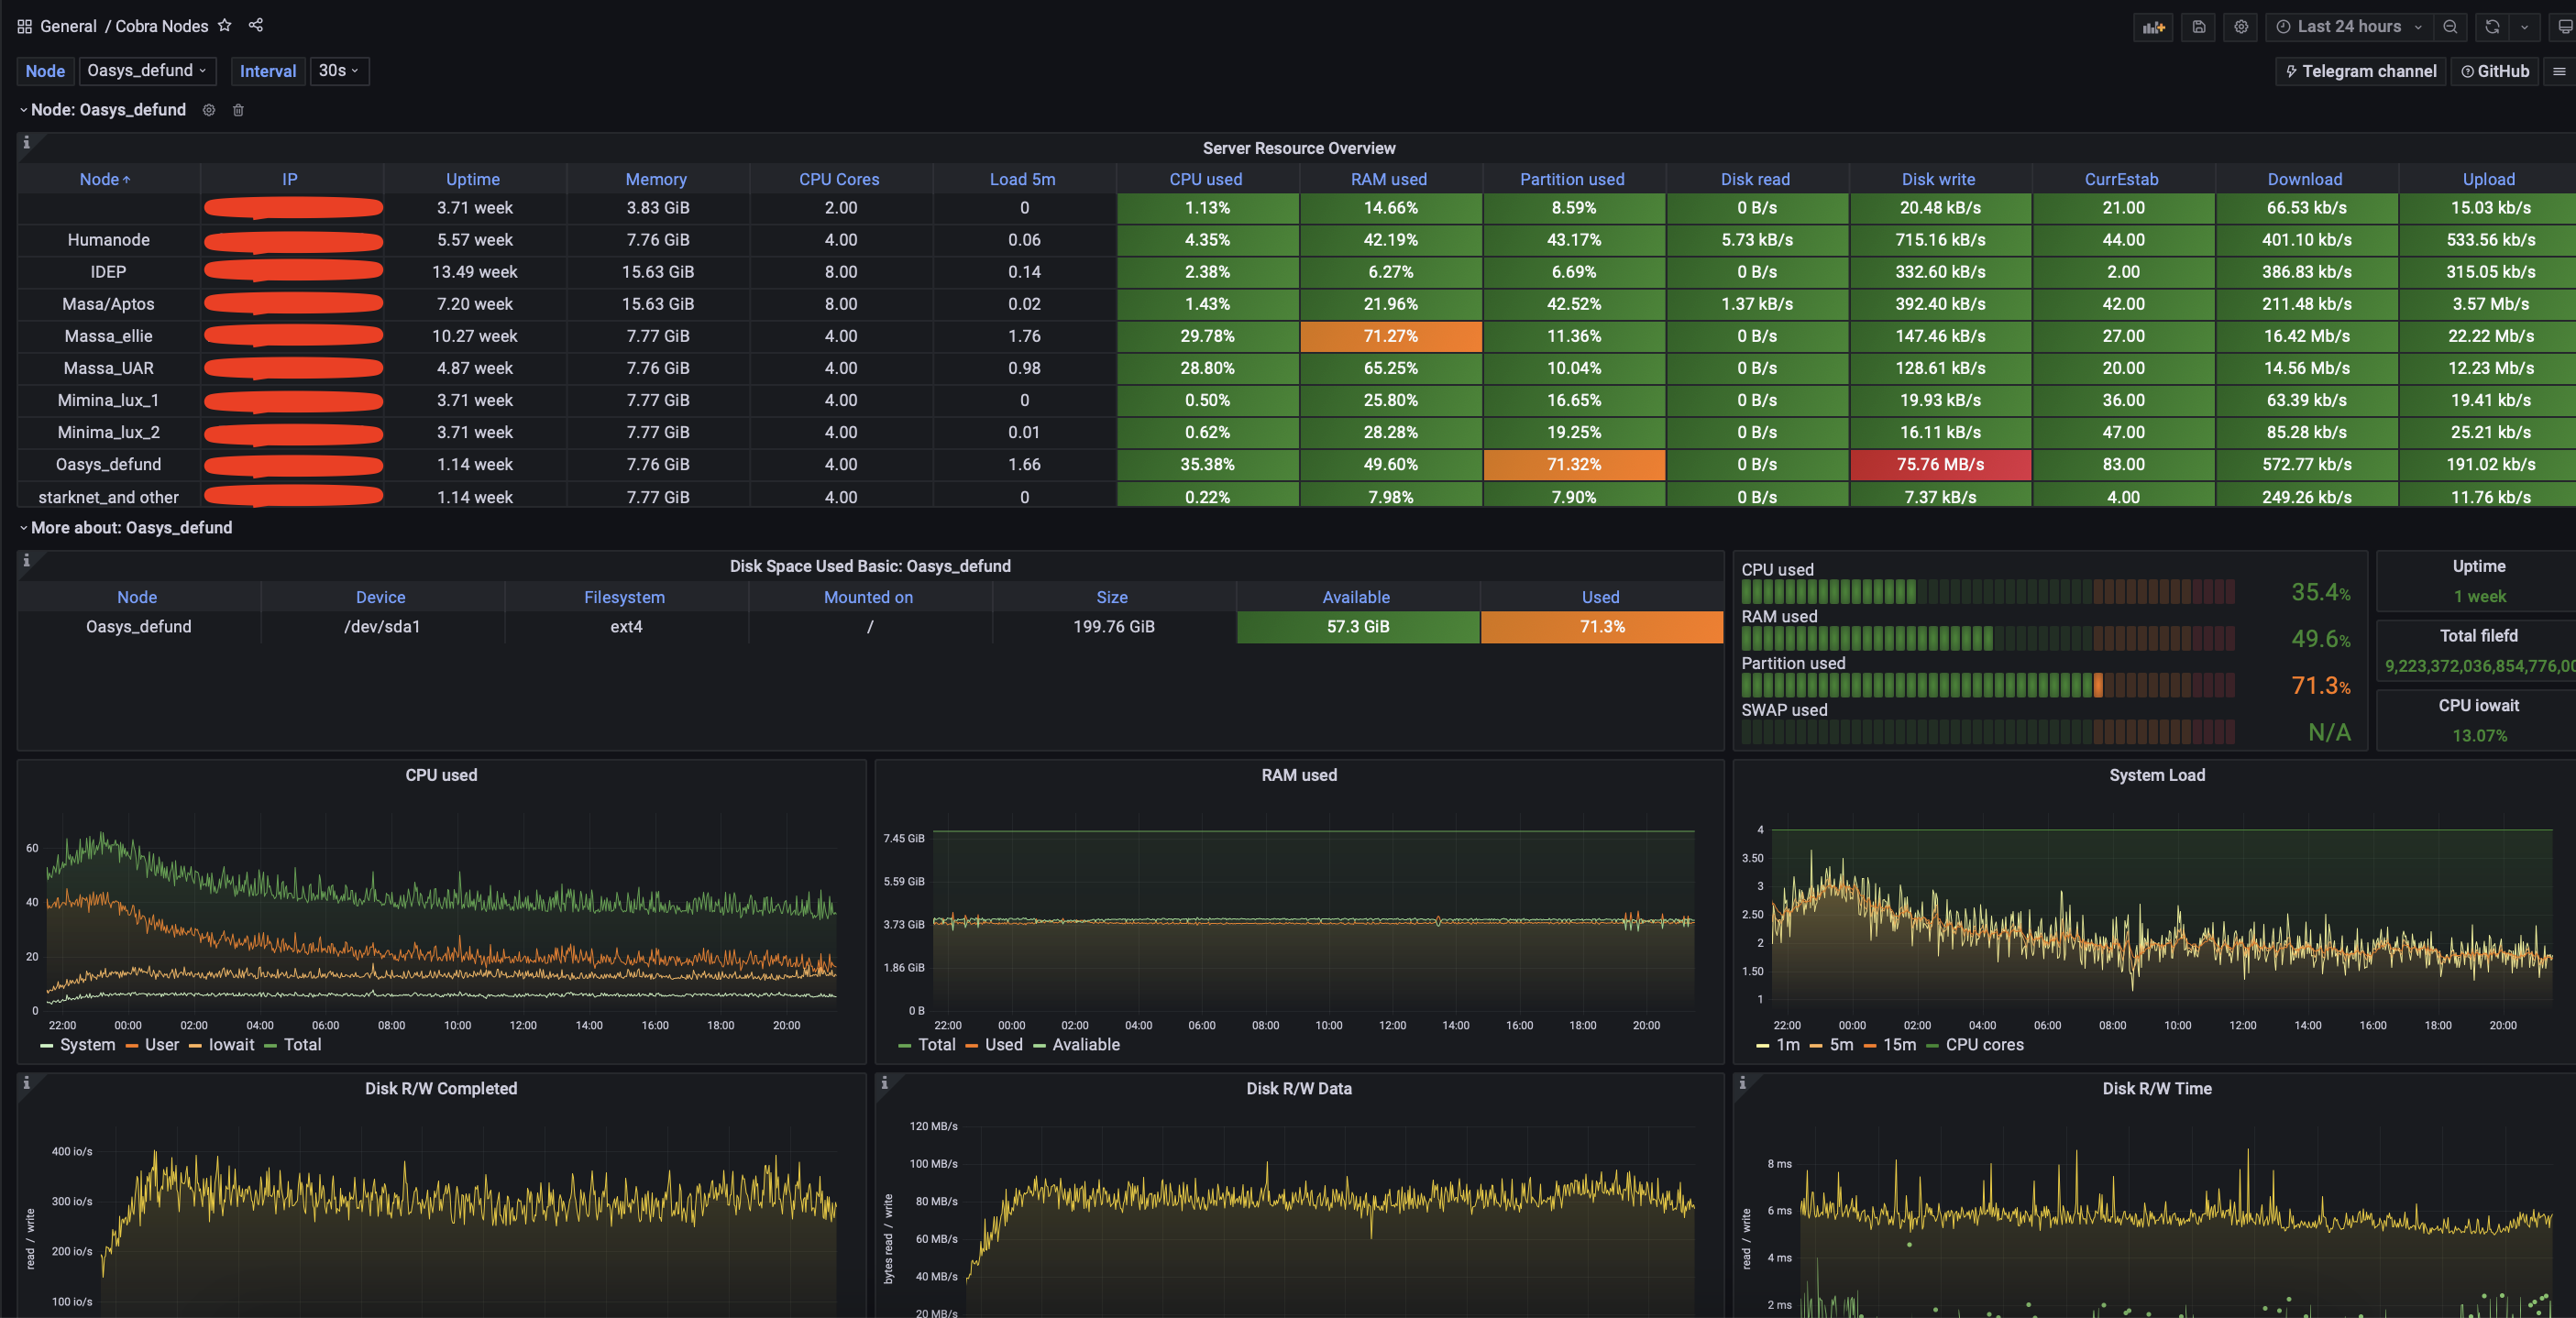 General / Cobra Nodes
Last 24 hours
Node Oasys_defund Interval 30s
Telegram channel GitHub
Node: Oasys_defund
Server Resource Overview
Node IP Uptime Memory CPU Cores Load 5m CPU used RAM used Partition used Disk read Disk write CurrEstab Download Upload
3.71 week 3.83 GiB 2.00 0 1.13% 14.66% 8.59% 0 B/s 20.48 kB/s 21.00 66.53 kb/s 15.03 kb/s
Humanode 5.57 week 7.76 GiB 4.00 0.06 4.35% 42.19% 43.17% 5.73 kB/s 715.16 kB/s 44.00 401.10 kb/s 533.56 kb/s
IDEP 13.49 week 15.63 GiB 8.00 0.14 2.38% 6.27% 6.69% 0 B/s 332.60 kB/s 2.00 386.83 kb/s 315.05 kb/s
Masa/Aptos 7.20 week 15.63 GiB 8.00 0.02 1.43% 21.96% 42.52% 1.37 kB/s 392.40 kB/s 42.00 211.48 kb/s 3.57 Mb/s
Massa_ellie 10.27 week 7.77 GiB 4.00 1.76 29.78% 71.27% 11.36% 0 B/s 147.46 kB/s 27.00 16.42 Mb/s 22.22 Mb/s
Massa_UAR 4.87 week 7.76 GiB 4.00 0.98 28.80% 65.25% 10.04% 0 B/s 128.61 kB/s 20.00 14.56 Mb/s 12.23 Mb/s
Mimina_lux_1 3.71 week 7.77 GiB 4.00 0 0.50% 25.80% 16.65% 0 B/s 19.93 kB/s 36.00 63.39 kb/s 19.41 kb/s
Minima_lux_2 3.71 week 7.77 GiB 4.00 0.01 0.62% 28.28% 19.25% 0 B/s 16.11 kB/s 47.00 85.28 kb/s 25.21 kb/s
Oasys_defund 1.14 week 7.76 GiB 4.00 1.66 35.38% 49.60% 71.32% 0 B/s 75.76 MB/s 83.00 572.77 kb/s 191.02 kb/s
starknet_and other 1.14 week 7.77 GiB 4.00 0 0.22% 7.98% 7.90% 0 B/s 7.37 kB/s 4.00 249.26 kb/s 11.76 kb/s
More about: Oasys_defund
Disk Space Used Basic: Oasys_defund
Node Device Filesystem Mounted on Size Available Used
Oasys_defund /dev/sda1 ext4 / 199.76 GiB 57.3 GiB 71.3%
CPU used
35.4%
RAM used
49.6%
Partition used
71.3%
SWAP used
N/A
Uptime
1 week
Total filefd
9,223,372,036,854,776,00
CPU iowait
13.07%
CPU used
60
40
20
0
22:00 00:00 02:00 04:00 06:00 08:00 10:00 12:00 14:00 16:00 18:00 20:00
System User Iowait Total
RAM used
7.45 GiB
5.59 GiB
3.73 GiB
1.86 GiB
0 B
22:00 00:00 02:00 04:00 06:00 08:00 10:00 12:00 14:00 16:00 18:00 20:00
Total Used Avaliable
System Load
4
3.50
3
2.50
2
1.50
1
22:00 00:00 02:00 04:00 06:00 08:00 10:00 12:00 14:00 16:00 18:00 20:00
1m 5m 15m CPU cores
Disk R/W Completed
400 io/s
300 io/s
200 io/s
100 io/s
read / write
Disk R/W Data
120 MB/s
100 MB/s
80 MB/s
60 MB/s
40 MB/s
20 MB/s
bytes read / write
Disk R/W Time
8 ms
6 ms
4 ms
2 ms
read / write